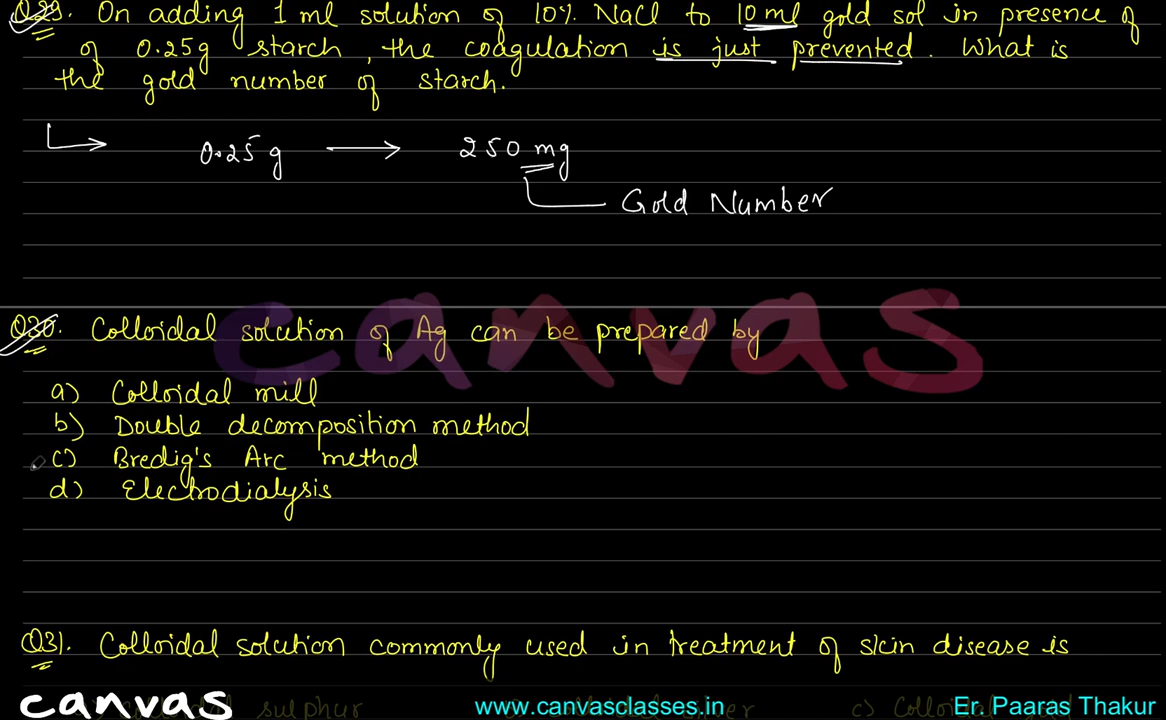 Q29. On adding 1 ml solution of 10% NaCl to 10 ml gold sol in presence of
of 0.25g starch, the coagulation is just prevented. What is
the gold number of starch.
0.25 g → 250 mg
Gold Number
canvas
Q30. Colloidal solution of Ag can be prepared by
a) Colloidal mill
b) Double decomposition method
c) Bredig's Arc method
d) Electrodialysis
Q31. Colloidal solution commonly used in treatment of skin disease is
sulphur c) Colloidal
canvas www.canvasclasses.in Er. Paaras Thakur